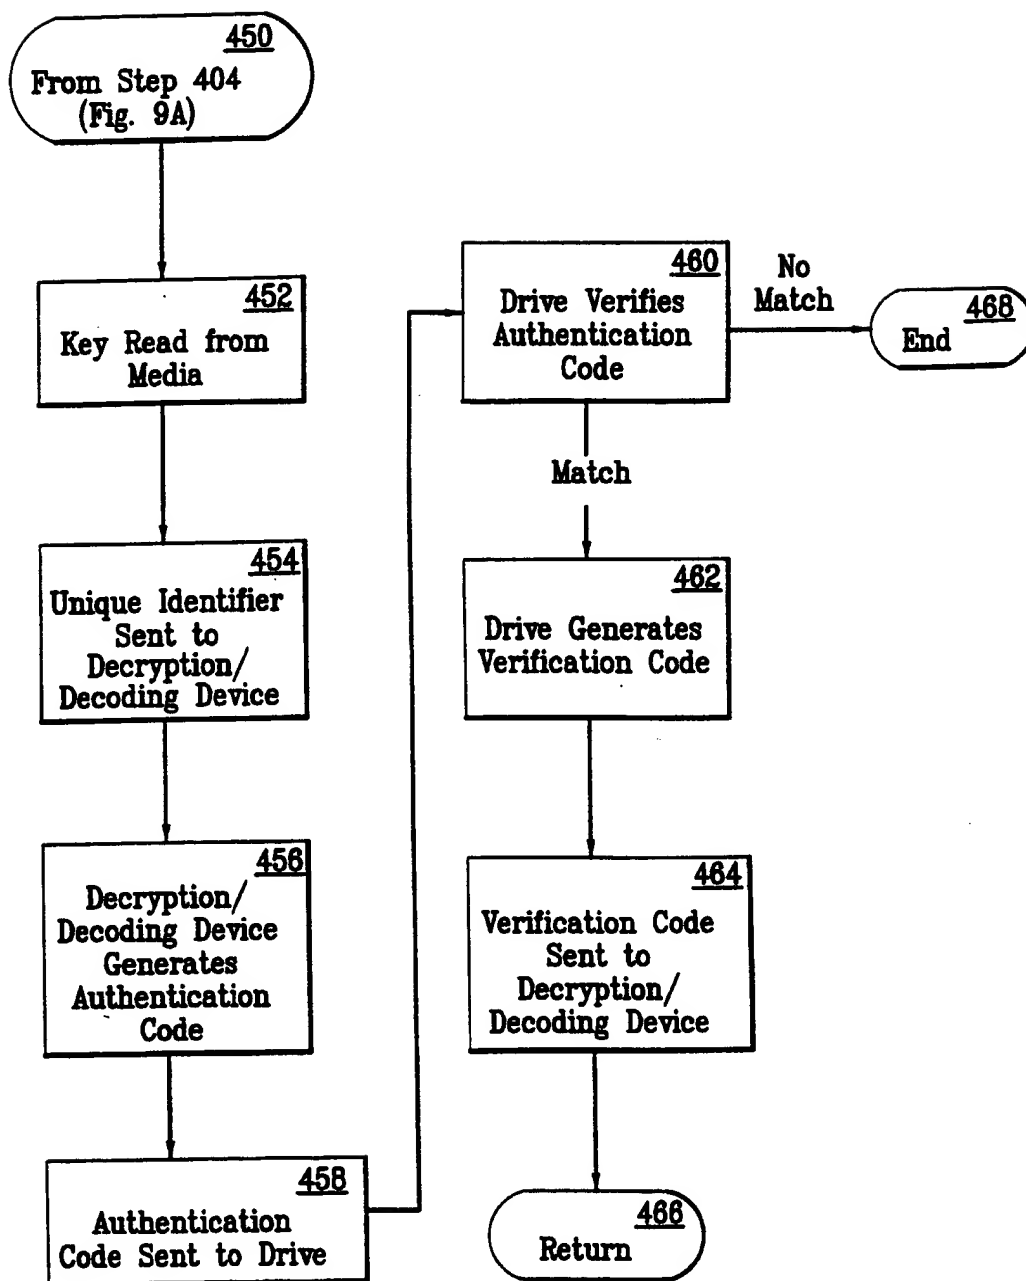 450
From Step 404
(Fig. 9A)
452
Key Read from
Media
454
Unique Identifier
Sent to
Decryption/
Decoding Device
456
Decryption/
Decoding Device
Generates
Authentication
Code
458
Authentication
Code Sent to Drive
460
Drive Verifies
Authentication
Code
No
Match
468
End
Match
462
Drive Generates
Verification Code
464
Verification Code
Sent to
Decryption/
Decoding Device
466
Return